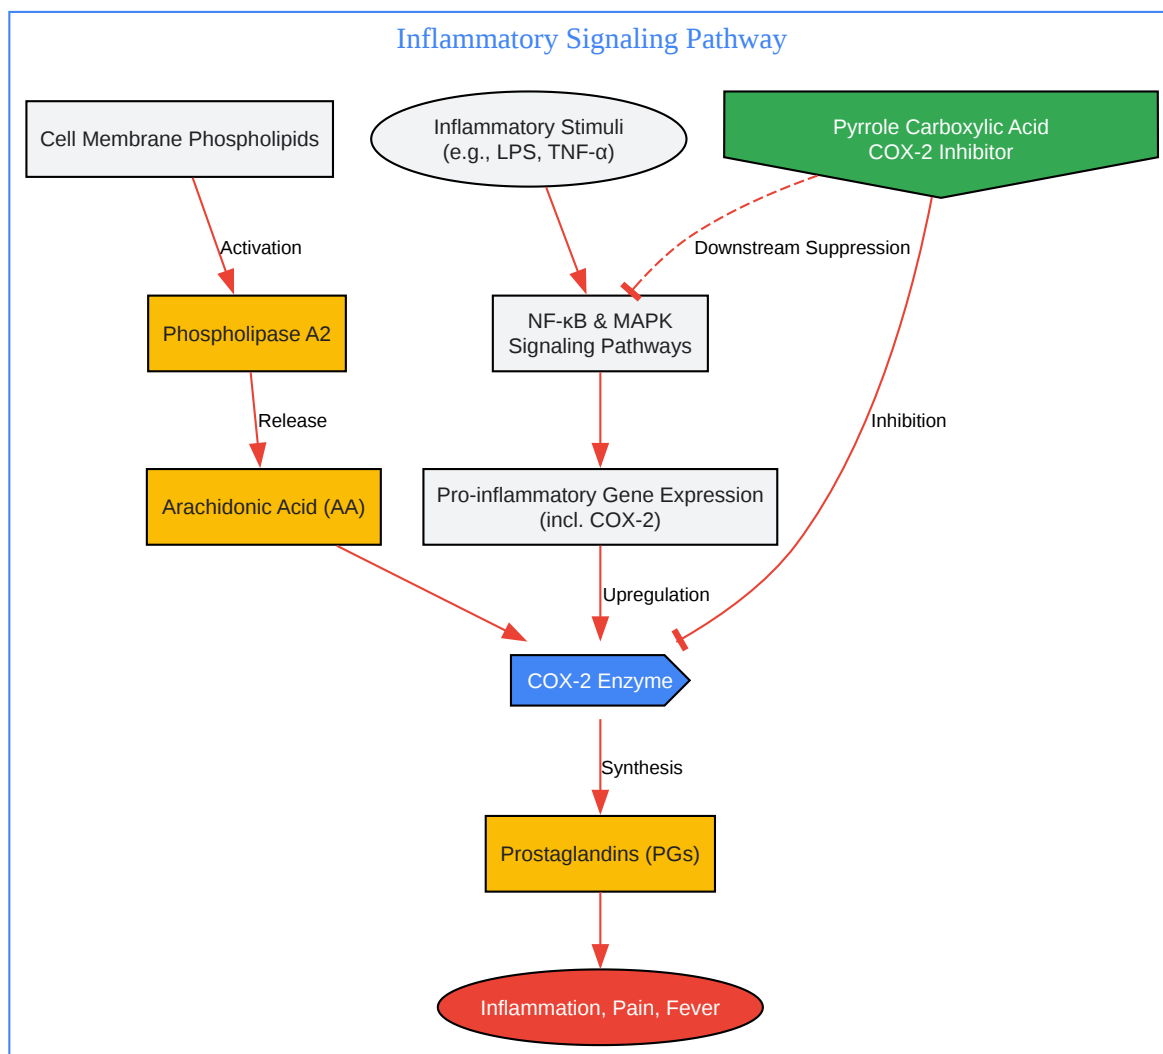 Inflammatory Signaling Pathway
Cell Membrane Phospholipids
Inflammatory Stimuli
(e.g., LPS, TNF-α)
Pyrrole Carboxylic Acid
COX-2 Inhibitor
Activation
Downstream Suppression
Phospholipase A2
NF-κB & MAPK
Signaling Pathways
Release
Inhibition
Arachidonic Acid (AA)
Pro-inflammatory Gene Expression
(incl. COX-2)
Upregulation
COX-2 Enzyme
Synthesis
Prostaglandins (PGs)
Inflammation, Pain, Fever